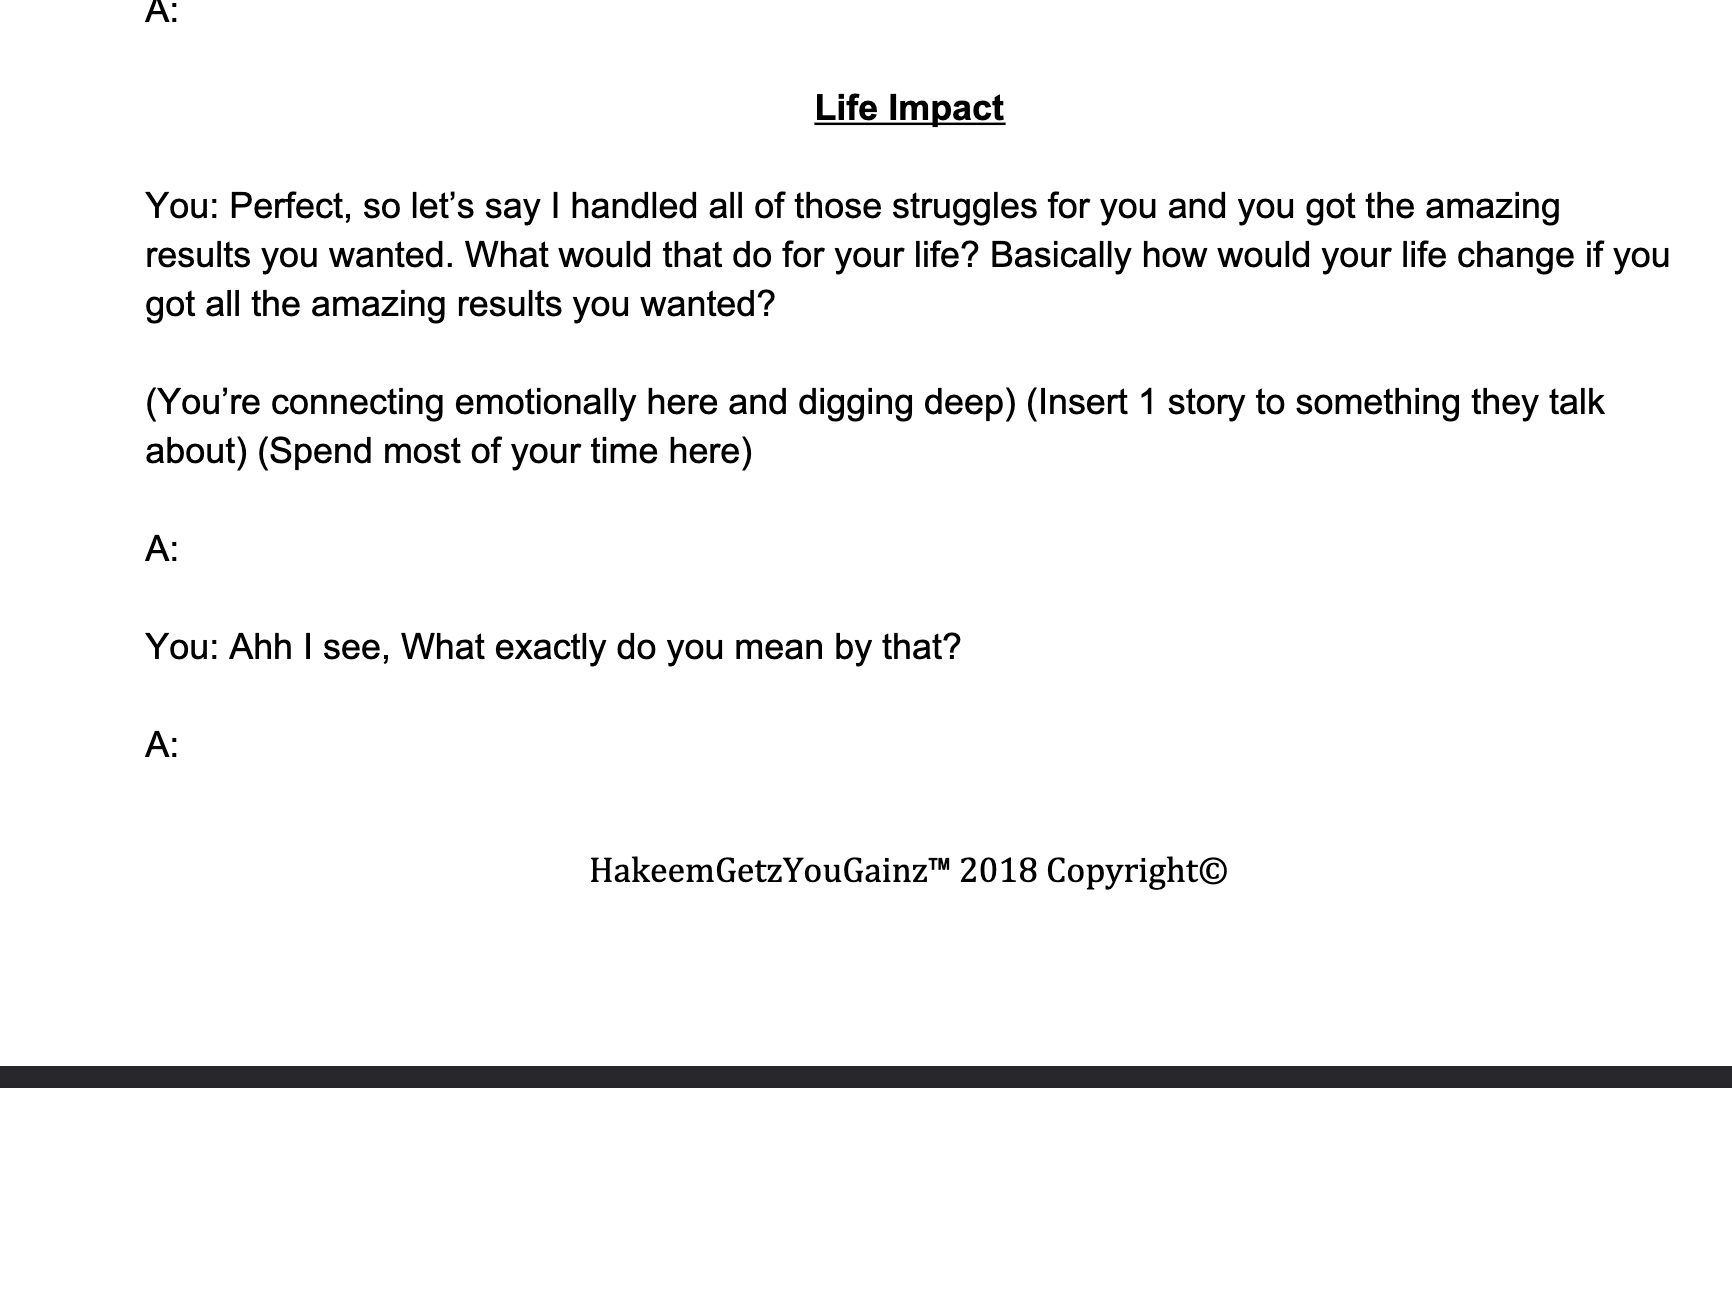 A:
Life Impact
You: Perfect, so let’s say I handled all of those struggles for you and you got the amazing
results you wanted. What would that do for your life? Basically how would your life change if you
got all the amazing results you wanted?
(You’re connecting emotionally here and digging deep) (Insert 1 story to something they talk
about) (Spend most of your time here)
A:
You: Ahh I see, What exactly do you mean by that?
A:
HakeemGetzYouGainz™ 2018 Copyright©